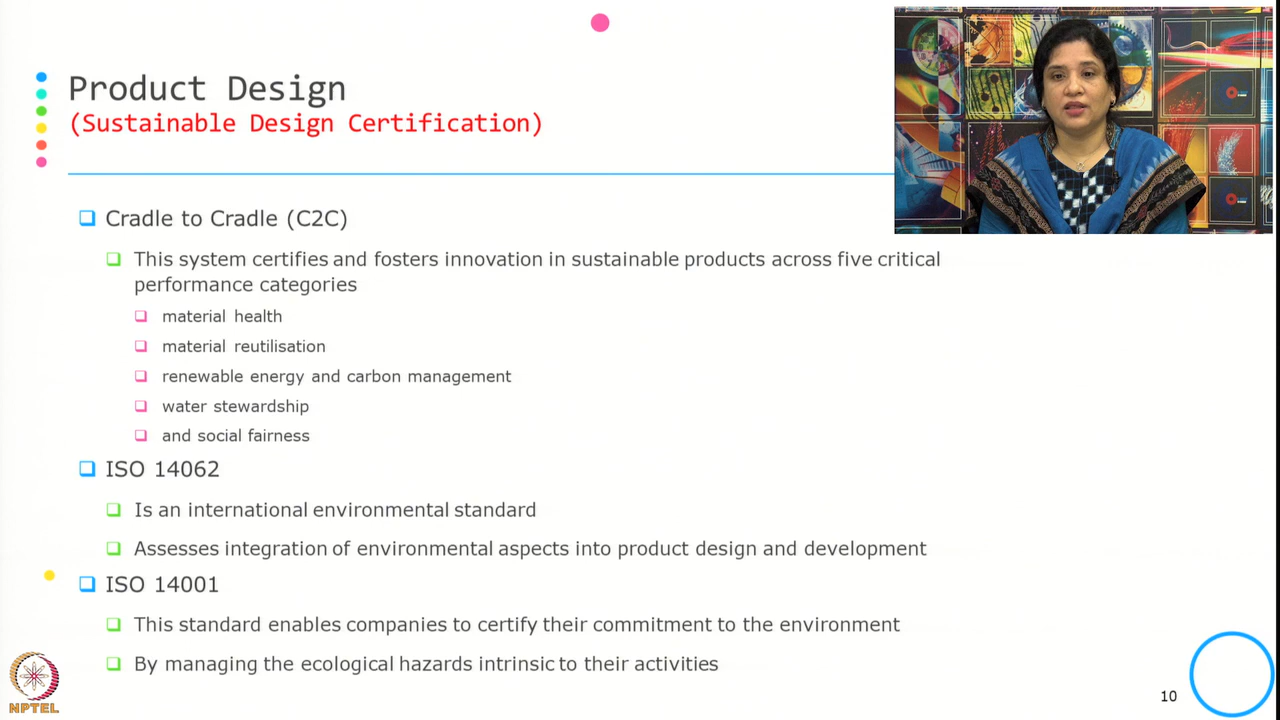 Product Design
(Sustainable Design Certification)
Cradle to Cradle (C2C)
This system certifies and fosters innovation in sustainable products across five critical
performance categories
material health
material reutilisation
renewable energy and carbon management
water stewardship
and social fairness
ISO 14062
Is an international environmental standard
Assesses integration of environmental aspects into product design and development
ISO 14001
This standard enables companies to certify their commitment to the environment
By managing the ecological hazards intrinsic to their activities
NPTEL
10